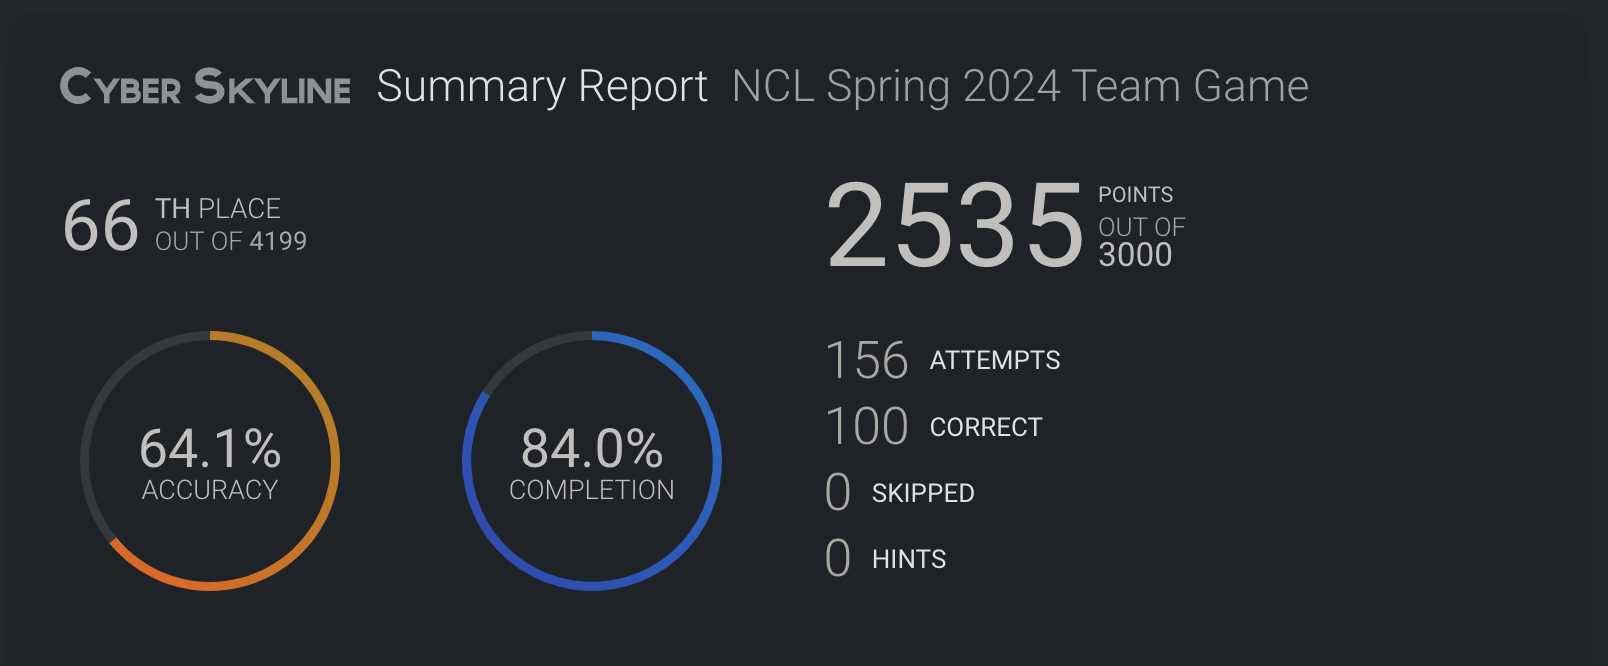 CYBER SKYLINE Summary Report NCL Spring 2024 Team Game
66 TH PLACE
OUT OF 4199
2535 POINTS
OUT OF
3000
64.1%
ACCURACY
84.0%
COMPLETION
156 ATTEMPTS
100 CORRECT
0 SKIPPED
0 HINTS